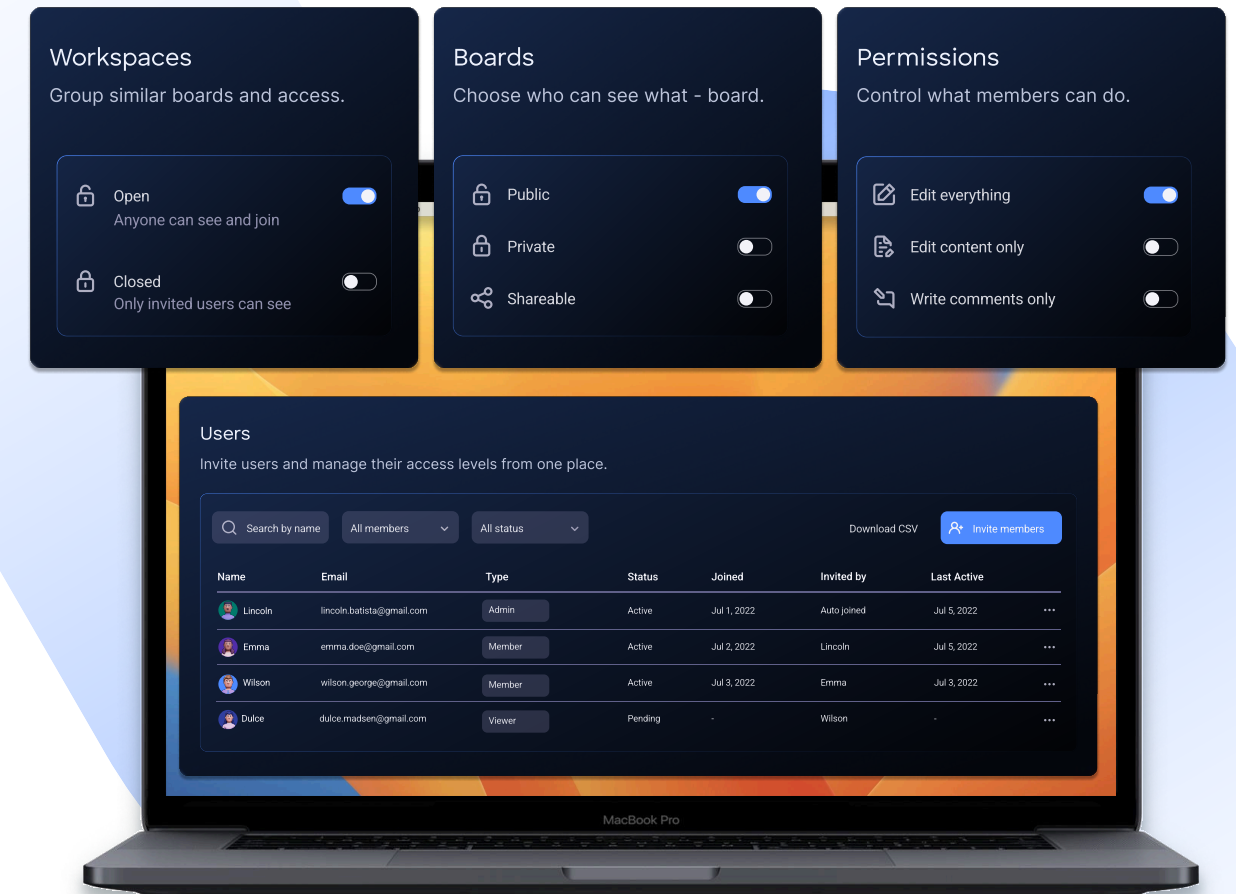 Workspaces
Group similar boards and access.
Open
Anyone can see and join
Closed
Only invited users can see
Boards
Choose who can see what - board.
Public
Private
Shareable
Permissions
Control what members can do.
Edit everything
Edit content only
Write comments only
Users
Invite users and manage their access levels from one place.
Search by name All members All status Download CSV Invite members
Name Email Type Status Joined Invited by Last Active
Lincoln lincoln.batista@gmail.com Admin Active Jul 1, 2022 Auto joined Jul 5, 2022
Emma emma.doe@gmail.com Member Active Jul 2, 2022 Lincoln Jul 5, 2022
Wilson wilson.george@gmail.com Member Active Jul 3, 2022 Emma Jul 3, 2022
Dulce dulce.madsen@gmail.com Viewer Pending - Wilson -
MacBook Pro